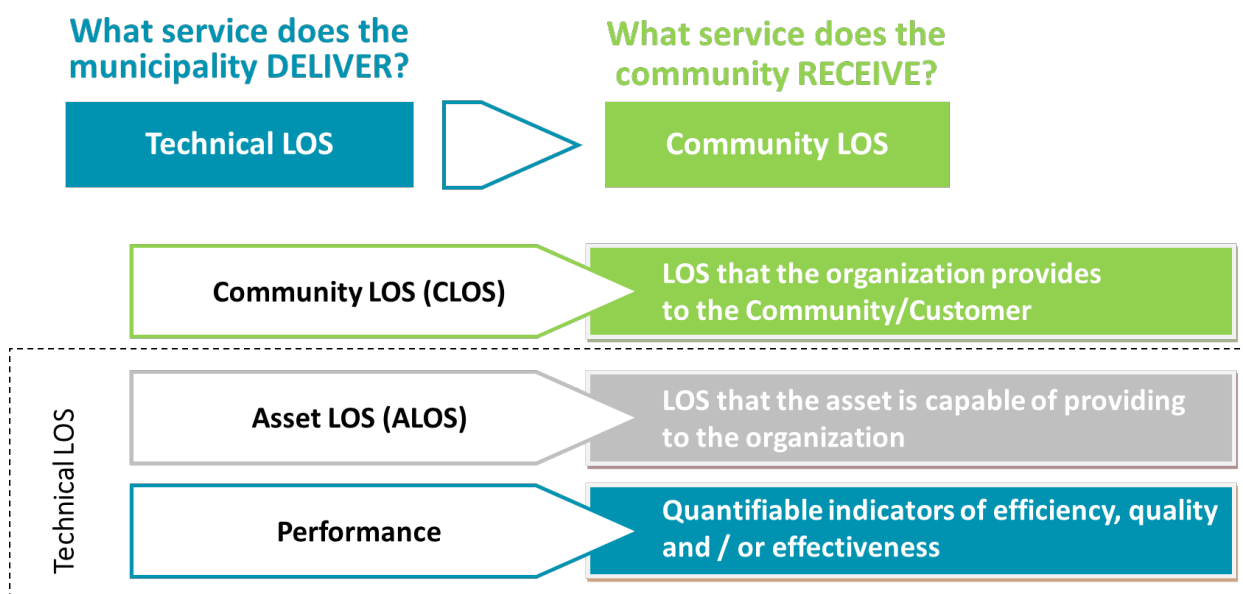 What service does the
municipality DELIVER?
What service does the
community RECEIVE?
Technical LOS
Community LOS
Community LOS (CLOS)
LOS that the organization provides
to the Community/Customer
Technical LOS
Asset LOS (ALOS)
LOS that the asset is capable of providing
to the organization
Performance
Quantifiable indicators of efficiency, quality
and / or effectiveness